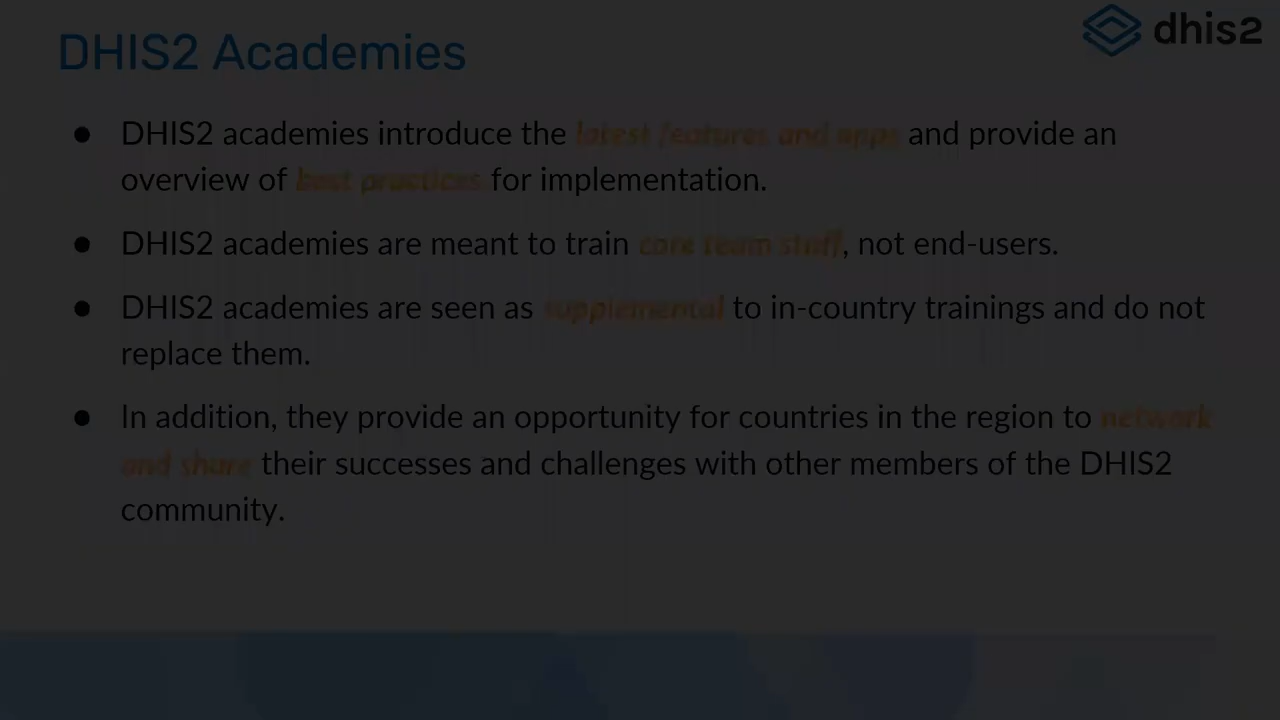 dhis2
DHIS2 Academies
● DHIS2 academies introduce the latest features and apps and provide an
overview of best practices for implementation.
● DHIS2 academies are meant to train core team staff, not end-users.
● DHIS2 academies are seen as supplemental to in-country trainings and do not
replace them.
● In addition, they provide an opportunity for countries in the region to network
and share their successes and challenges with other members of the DHIS2
community.